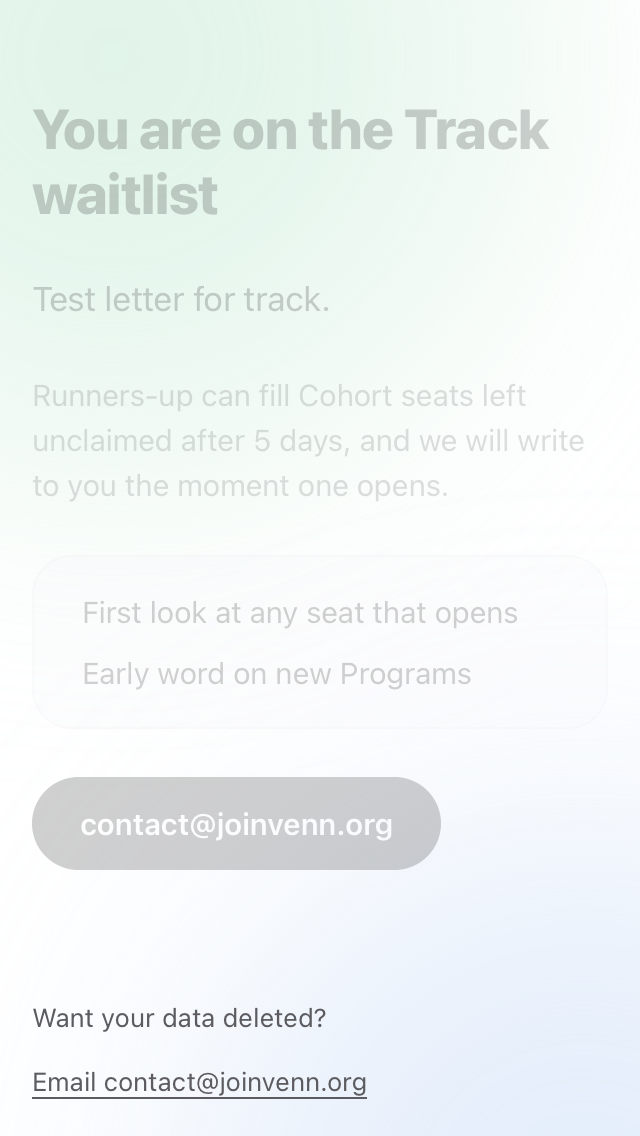 You are on the Track
waitlist
Test letter for track.
Runners-up can fill Cohort seats left
unclaimed after 5 days, and we will write
to you the moment one opens.
First look at any seat that opens
Early word on new Programs
contact@joinvenn.org
Want your data deleted?
Email contact@joinvenn.org